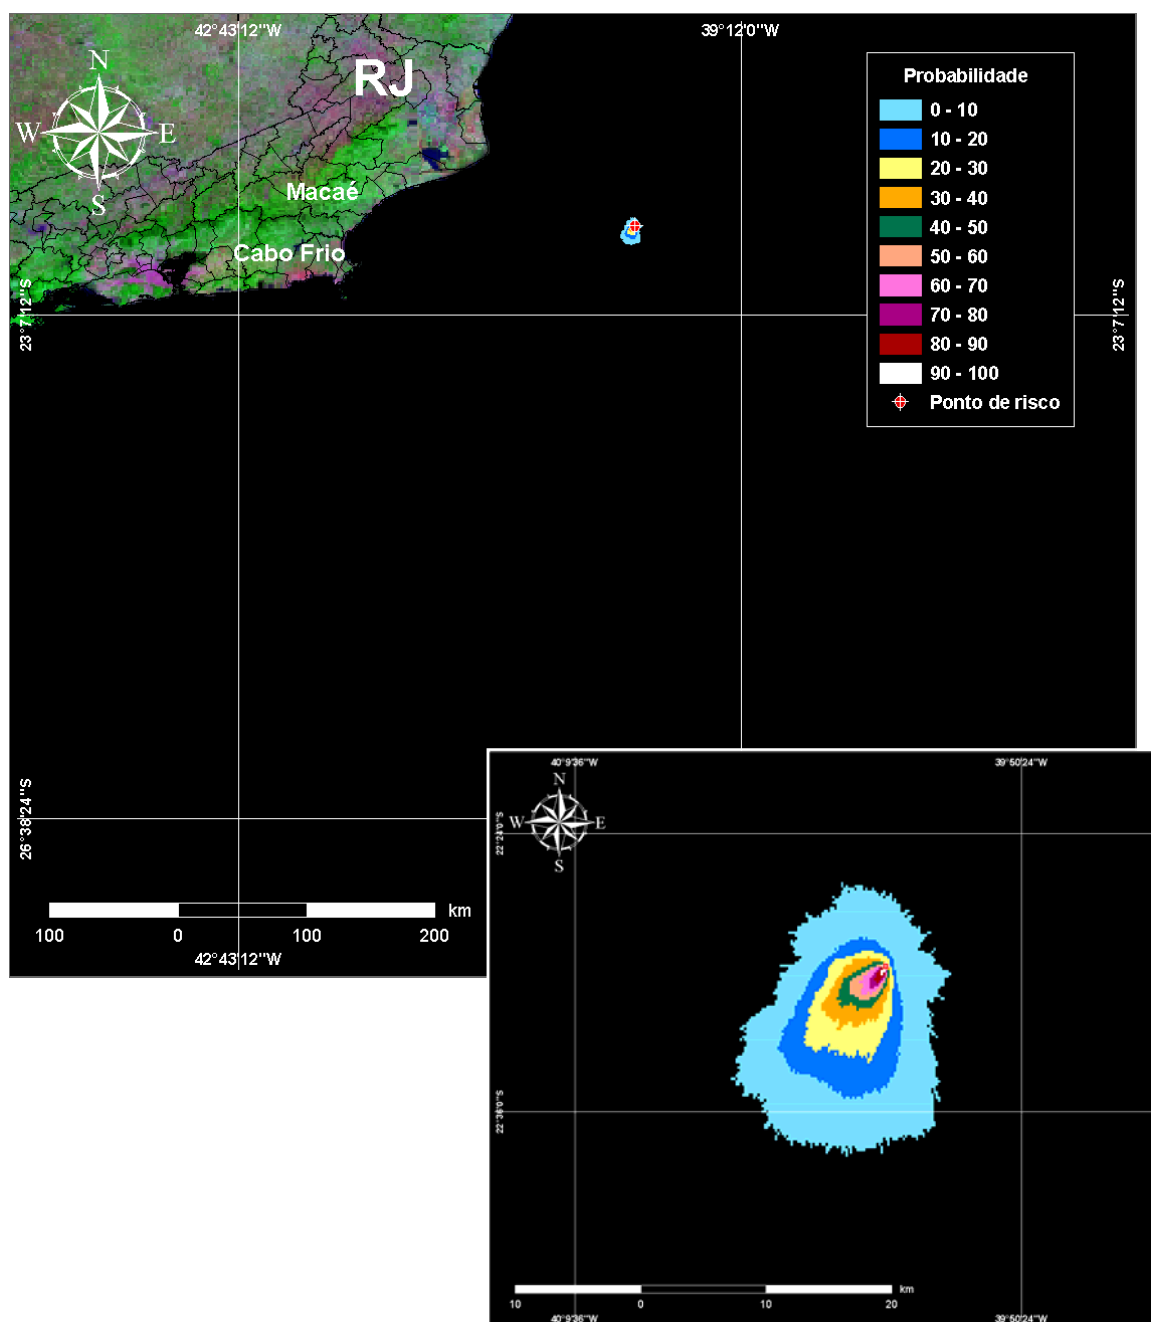 42°43'12"W
39°12'0"W
N
W
E
S
RJ
Macaé
Cabo Frio
Probabilidade
0 - 10
10 - 20
20 - 30
30 - 40
40 - 50
50 - 60
60 - 70
70 - 80
80 - 90
90 - 100
Ponto de risco
23°7'12"S
23°7'12"S
26°38'24"S
km
100 0 100 200
42°43'12"W
40°9'36"W
39°50'24"W
N
W
E
S
22°24'0"S
22°36'0"S
km
10 0 10 20
40°9'36"W
39°50'24"W